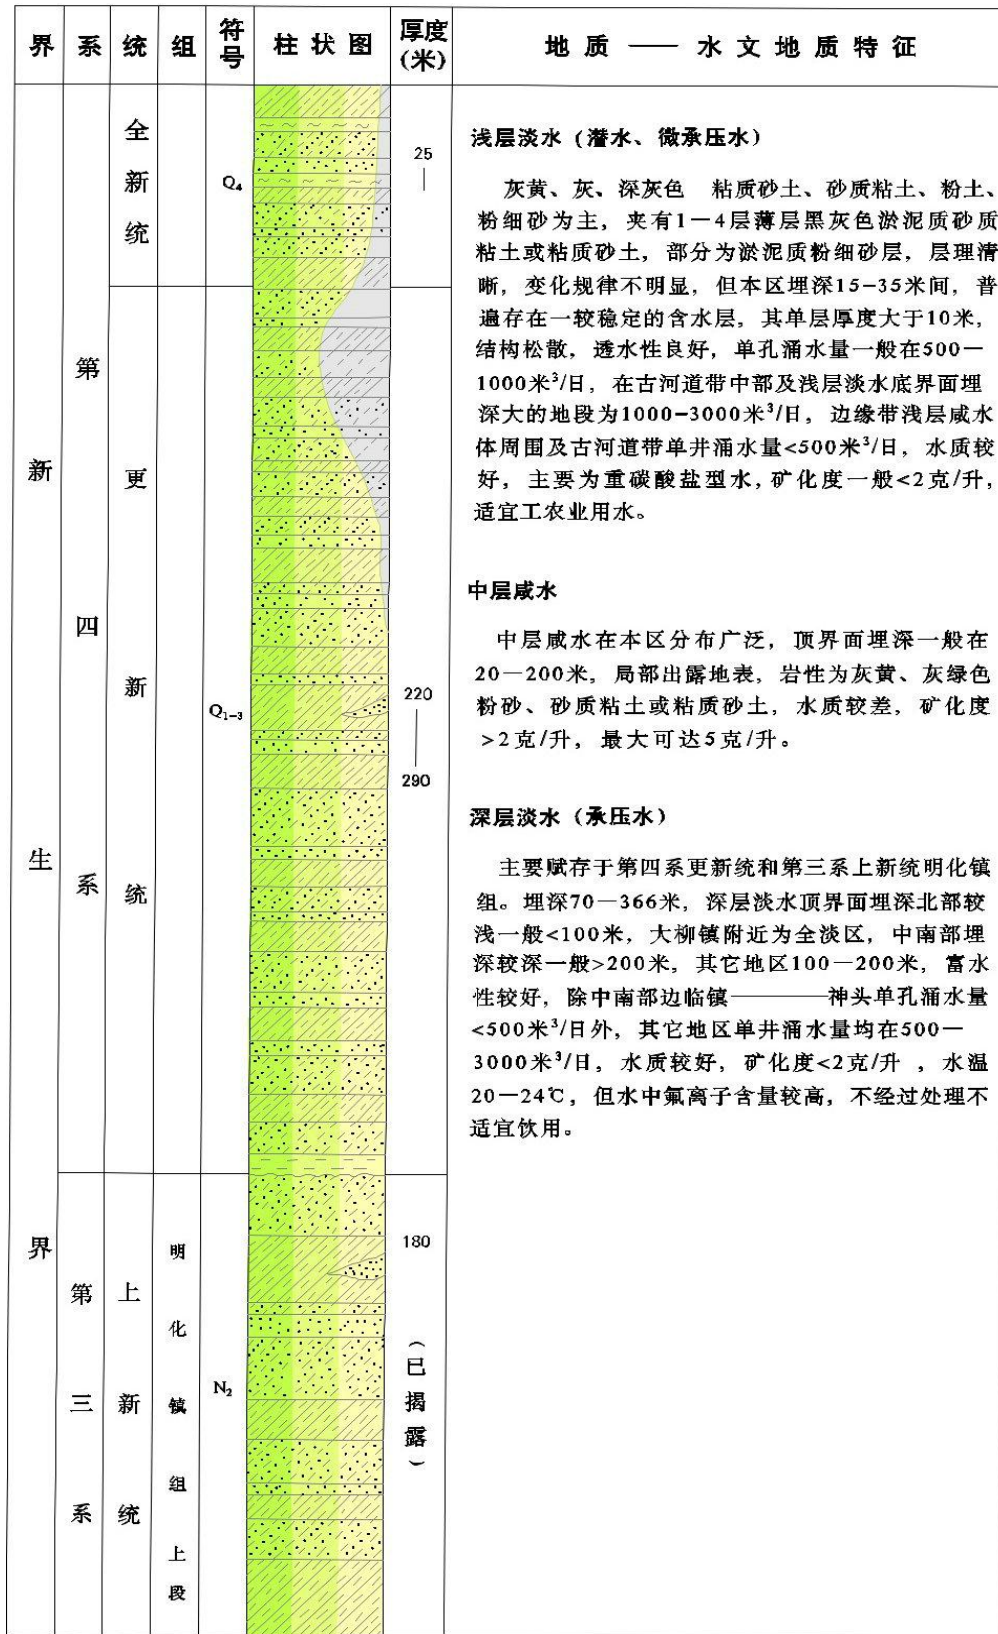 界 系 统 组 符号 柱状图 厚度(米) 地质 —— 水文地质特征
新生界
第四系
全新统
Q₄
25
|
更新统
Q₁₋₃
220
|
290
第三系
上新统
明化镇组上段
N₂
180
(已揭露)
浅层淡水（潜水、微承压水）
灰黄、灰、深灰色 粘质砂土、砂质粘土、粉土、
粉细砂为主，夹有1—4层薄层黑灰色淤泥质砂质
粘土或粘质砂土，部分为淤泥质粉细砂层，层理清
晰，变化规律不明显，但本区埋深15-35米间，普
遍存在一较稳定的含水层，其单层厚度大于10米，
结构松散，透水性良好，单孔涌水量一般在500—
1000米³/日，在古河道带中部及浅层淡水底界面埋
深大的地段为1000-3000米³/日，边缘带浅层咸水
体周围及古河道带单井涌水量<500米³/日，水质较
好，主要为重碳酸盐型水，矿化度一般<2克/升，
适宜工农业用水。
中层咸水
中层咸水在本区分布广泛，顶界面埋深一般在
20—200米，局部出露地表，岩性为灰黄、灰绿色
粉砂、砂质粘土或粘质砂土，水质较差，矿化度
>2克/升，最大可达5克/升。
深层淡水（承压水）
主要赋存于第四系更新统和第三系上新统明化镇
组。埋深70—366米，深层淡水顶界面埋深北部较
浅一般<100米，大柳镇附近为全淡区，中南部埋
深较深一般>200米，其它地区100—200米，富水
性较好，除中南部边临镇————神头单孔涌水量
<500米³/日外，其它地区单井涌水量均在500—
3000米³/日，水质较好，矿化度<2克/升 ，水温
20—24℃，但水中氟离子含量较高，不经过处理不
适宜饮用。